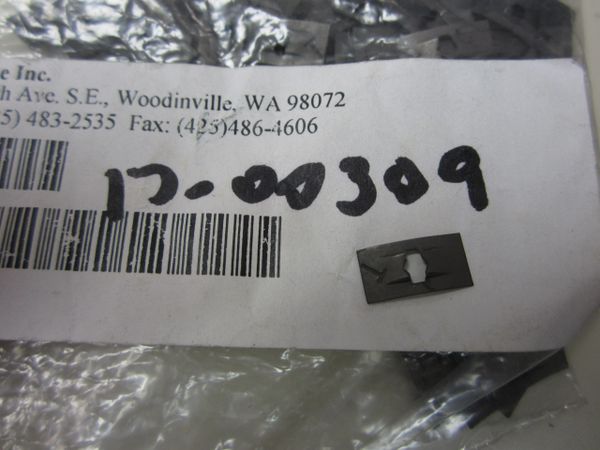 e Inc.
h Ave. S.E., Woodinville, WA 98072
5) 483-2535 Fax: (425)486-4606
17-00309